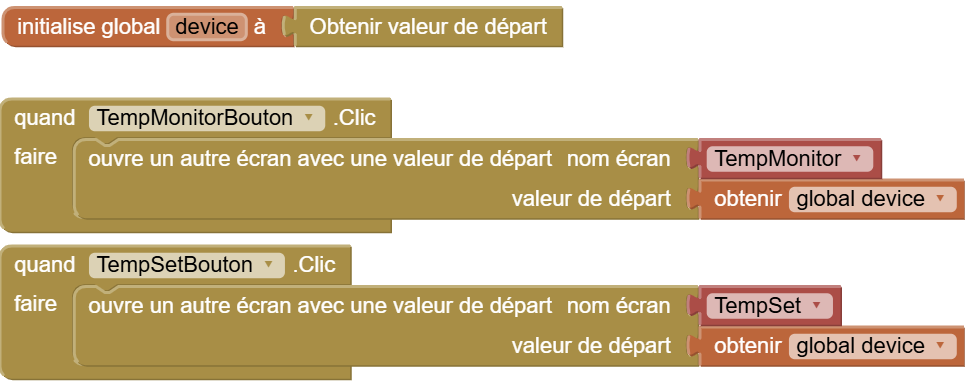 initialise global device à Obtenir valeur de départ
quand TempMonitorBouton .Clic
faire ouvre un autre écran avec une valeur de départ nom écran TempMonitor
valeur de départ obtenir global device
quand TempSetBouton .Clic
faire ouvre un autre écran avec une valeur de départ nom écran TempSet
valeur de départ obtenir global device